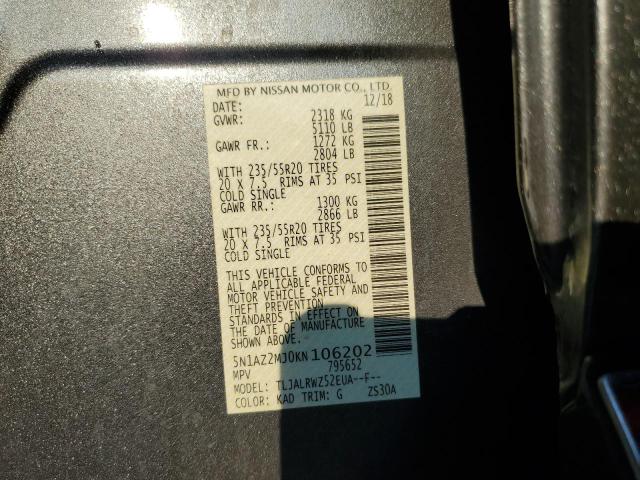 MFD BY NISSAN MOTOR CO., LTD
DATE: 12/18
GVWR: 2318 KG
5110 LB
GAWR FR.: 1272 KG
2804 LB
WITH 235/55R20 TIRES
20 X 7.5 RIMS AT 35 PSI
COLD SINGLE
GAWR RR.: 1300 KG
2866 LB
WITH 235/55R20 TIRES
20 X 7.5 RIMS AT 35 PSI
COLD SINGLE
THIS VEHICLE CONFORMS TO
ALL APPLICABLE FEDERAL
MOTOR VEHICLE SAFETY AND
THEFT PREVENTION
STANDARDS IN EFFECT ON
THE DATE OF MANUFACTURE
SHOWN ABOVE.
5N1AZ2MJ0KN106202
MPV 795652
MODEL: TLJALRWZ52EUA--F--
COLOR: KAD TRIM: G ZS30A